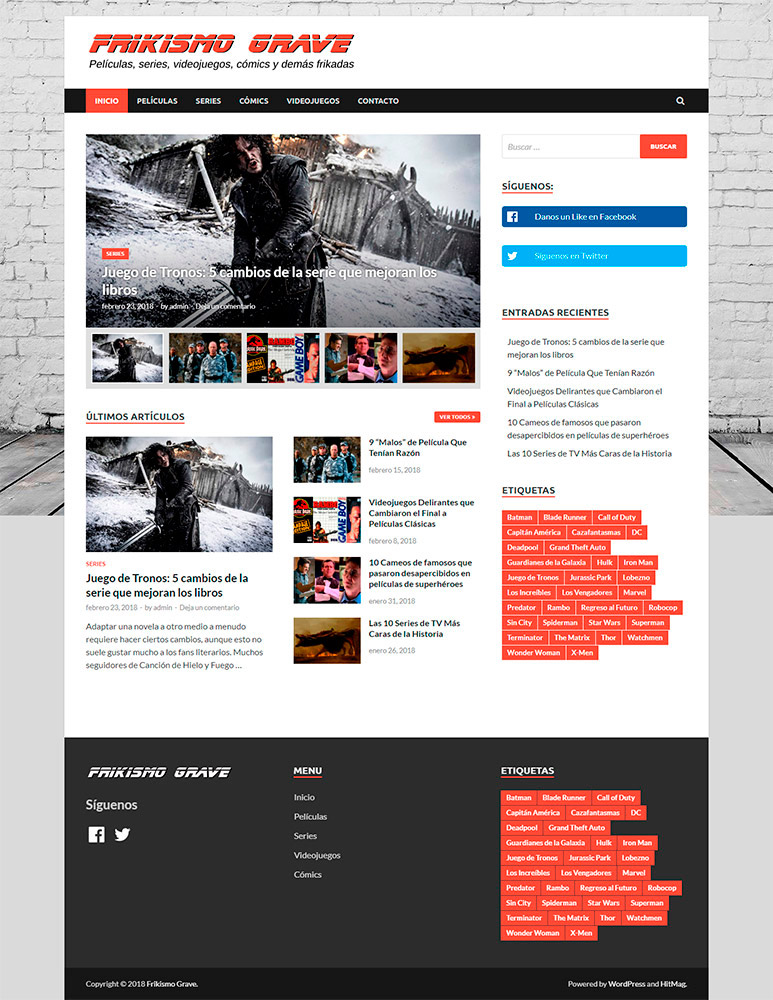 FRIKISMO GRAVE
Películas, series, videojuegos, cómics y demás frikadas
INICIO PELÍCULAS SERIES CÓMICS VIDEOJUEGOS CONTACTO
SERIES
Juego de Tronos: 5 cambios de la serie que mejoran los
libros
febrero 23, 2018 - by admin - Deja un comentario
RAMBO
GAME BOY
ÚLTIMOS ARTÍCULOS
VER TODOS
SERIES
Juego de Tronos: 5 cambios de la
serie que mejoran los libros
febrero 23, 2018 - by admin - Deja un comentario
Adaptar una novela a otro medio a menudo
requiere hacer ciertos cambios, aunque esto no
suele gustar mucho a los fans literarios. Muchos
seguidores de Canción de Hielo y Fuego ...
9 "Malos" de Película Que
Tenían Razón
febrero 15, 2018
RAMBO
GAME BOY
Videojuegos Delirantes que
Cambiaron el Final a
Películas Clásicas
febrero 8, 2018
10 Cameos de famosos que
pasaron desapercibidos en
películas de superhéroes
enero 31, 2018
Las 10 Series de TV Más
Caras de la Historia
enero 26, 2018
Buscar ... BUSCAR
SÍGUENOS:
Danos un Like en Facebook
Síguenos en Twitter
ENTRADAS RECIENTES
Juego de Tronos: 5 cambios de la serie que
mejoran los libros
9 "Malos" de Película Que Tenían Razón
Videojuegos Delirantes que Cambiaron el
Final a Películas Clásicas
10 Cameos de famosos que pasaron
desapercibidos en películas de superhéroes
Las 10 Series de TV Más Caras de la Historia
ETIQUETAS
Batman Blade Runner Call of Duty
Capitán América Cazafantasmas DC
Deadpool Grand Theft Auto
Guardianes de la Galaxia Hulk Iron Man
Juego de Tronos Jurassic Park Lobezno
Los Increíbles Los Vengadores Marvel
Predator Rambo Regreso al Futuro Robocop
Sin City Spiderman Star Wars Superman
Terminator The Matrix Thor Watchmen
Wonder Woman X-Men
FRIKISMO GRAVE
Síguenos
MENU
Inicio
Películas
Series
Videojuegos
Cómics
ETIQUETAS
Batman Blade Runner Call of Duty
Capitán América Cazafantasmas DC
Deadpool Grand Theft Auto
Guardianes de la Galaxia Hulk Iron Man
Juego de Tronos Jurassic Park Lobezno
Los Increíbles Los Vengadores Marvel
Predator Rambo Regreso al Futuro Robocop
Sin City Spiderman Star Wars Superman
Terminator The Matrix Thor Watchmen
Wonder Woman X-Men
Copyright © 2018 Frikismo Grave.
Powered by WordPress and HitMag.